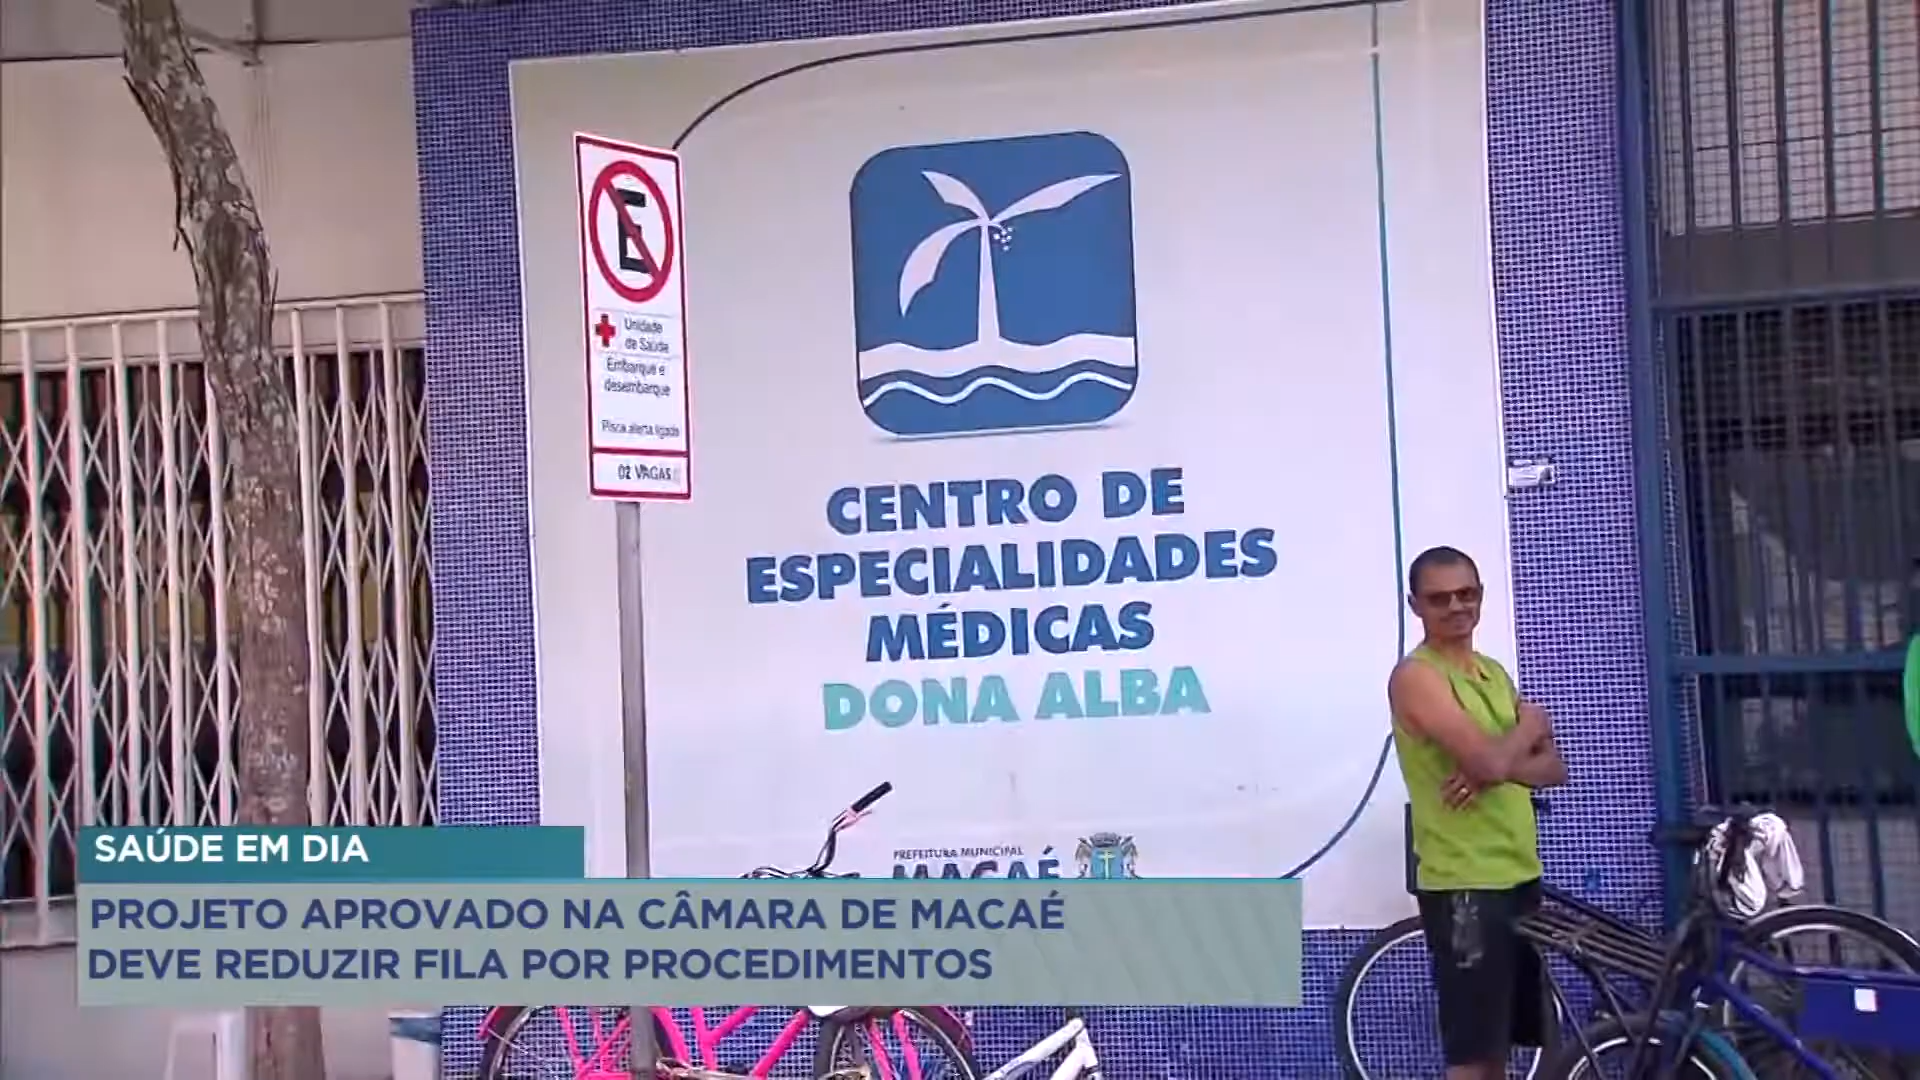 E
Unidade
de Saúde
Embarque e
desembarque
Pisca alerta ligado
02 VAGAS
CENTRO DE
ESPECIALIDADES
MÉDICAS
DONA ALBA
PREFEITURA MUNICIPAL
MACAÉ
SAÚDE EM DIA
PROJETO APROVADO NA CÂMARA DE MACAÉ
DEVE REDUZIR FILA POR PROCEDIMENTOS